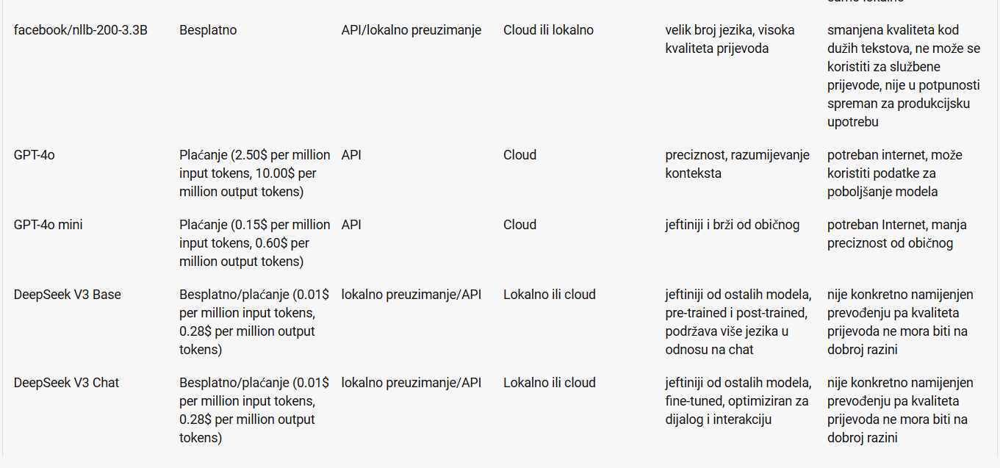 facebook/nllb-200-3.3B
Besplatno
API/lokalno preuzimanje
Cloud ili lokalno
velik broj jezika, visoka
kvaliteta prijevoda
smanjena kvaliteta kod
dužih tekstova, ne može se
koristiti za službene
prijevode, nije u potpunosti
spreman za produkcijsku
upotrebu
GPT-4o
Plaćanje (2.50$ per million
input tokens, 10.00$ per
million output tokens)
API
Cloud
preciznost, razumijevanje
konteksta
potreban internet, može
koristiti podatke za
poboljšanje modela
GPT-4o mini
Plaćanje (0.15$ per million
input tokens, 0.60$ per
million output tokens)
API
Cloud
jeftiniji i brži od običnog
potreban Internet, manja
preciznost od običnog
DeepSeek V3 Base
Besplatno/plaćanje (0.01$
per million input tokens,
0.28$ per million output
tokens)
lokalno preuzimanje/API
Lokalno ili cloud
jeftiniji od ostalih modela,
pre-trained i post-trained,
podržava više jezika u
odnosu na chat
nije konkretno namijenjen
prevođenju pa kvaliteta
prijevoda ne mora biti na
dobroj razini
DeepSeek V3 Chat
Besplatno/plaćanje (0.01$
per million input tokens,
0.28$ per million output
tokens)
lokalno preuzimanje/API
Lokalno ili cloud
jeftiniji od ostalih modela,
fine-tuned, optimiziran za
dijalog i interakciju
nije konkretno namijenjen
prevođenju pa kvaliteta
prijevoda ne mora biti na
dobroj razini